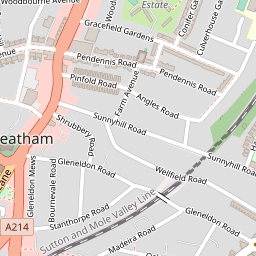 Woodbourne Avenue
Gracefield Gardens
Estate
Conifer Gardens
Culverhouse Gardens
Pendennis Road
Pendennis Road
Pinfold Road
Farm Avenue
Angles Road
Shrubbery Road
Sunnyhill Road
Sunnyhill Road
eatham
Gleneldon Road
Wellfield Road
Gleneldon Mews
Bournevale Road
Gleneldon Road
Stanthorpe Road
A214
Sutton and Mole Valley Line
Madeira Road